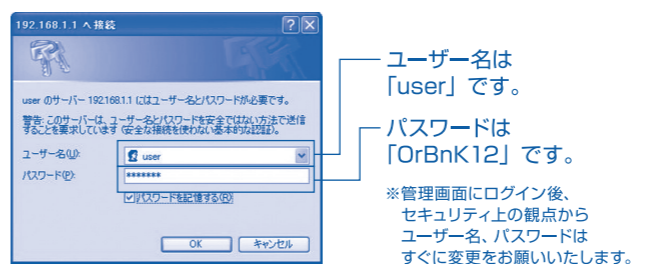 192.168.1.1 へ接続
user のサーバー 192.168.1.1 にはユーザー名とパスワードが必要です。
警告: このサーバーは、ユーザー名とパスワードを安全ではない方法で送信
することを要求しています (安全な接続を使わない基本的な認証)。
ユーザー名(U):
user
パスワード(P):
*******
パスワードを記憶する(R)
OK
キャンセル
ユーザー名は
「user」です。
パスワードは
「OrBnK12」です。
※管理画面にログイン後、
セキュリティ上の観点から
ユーザー名、パスワードは
すぐに変更をお願いいたします。